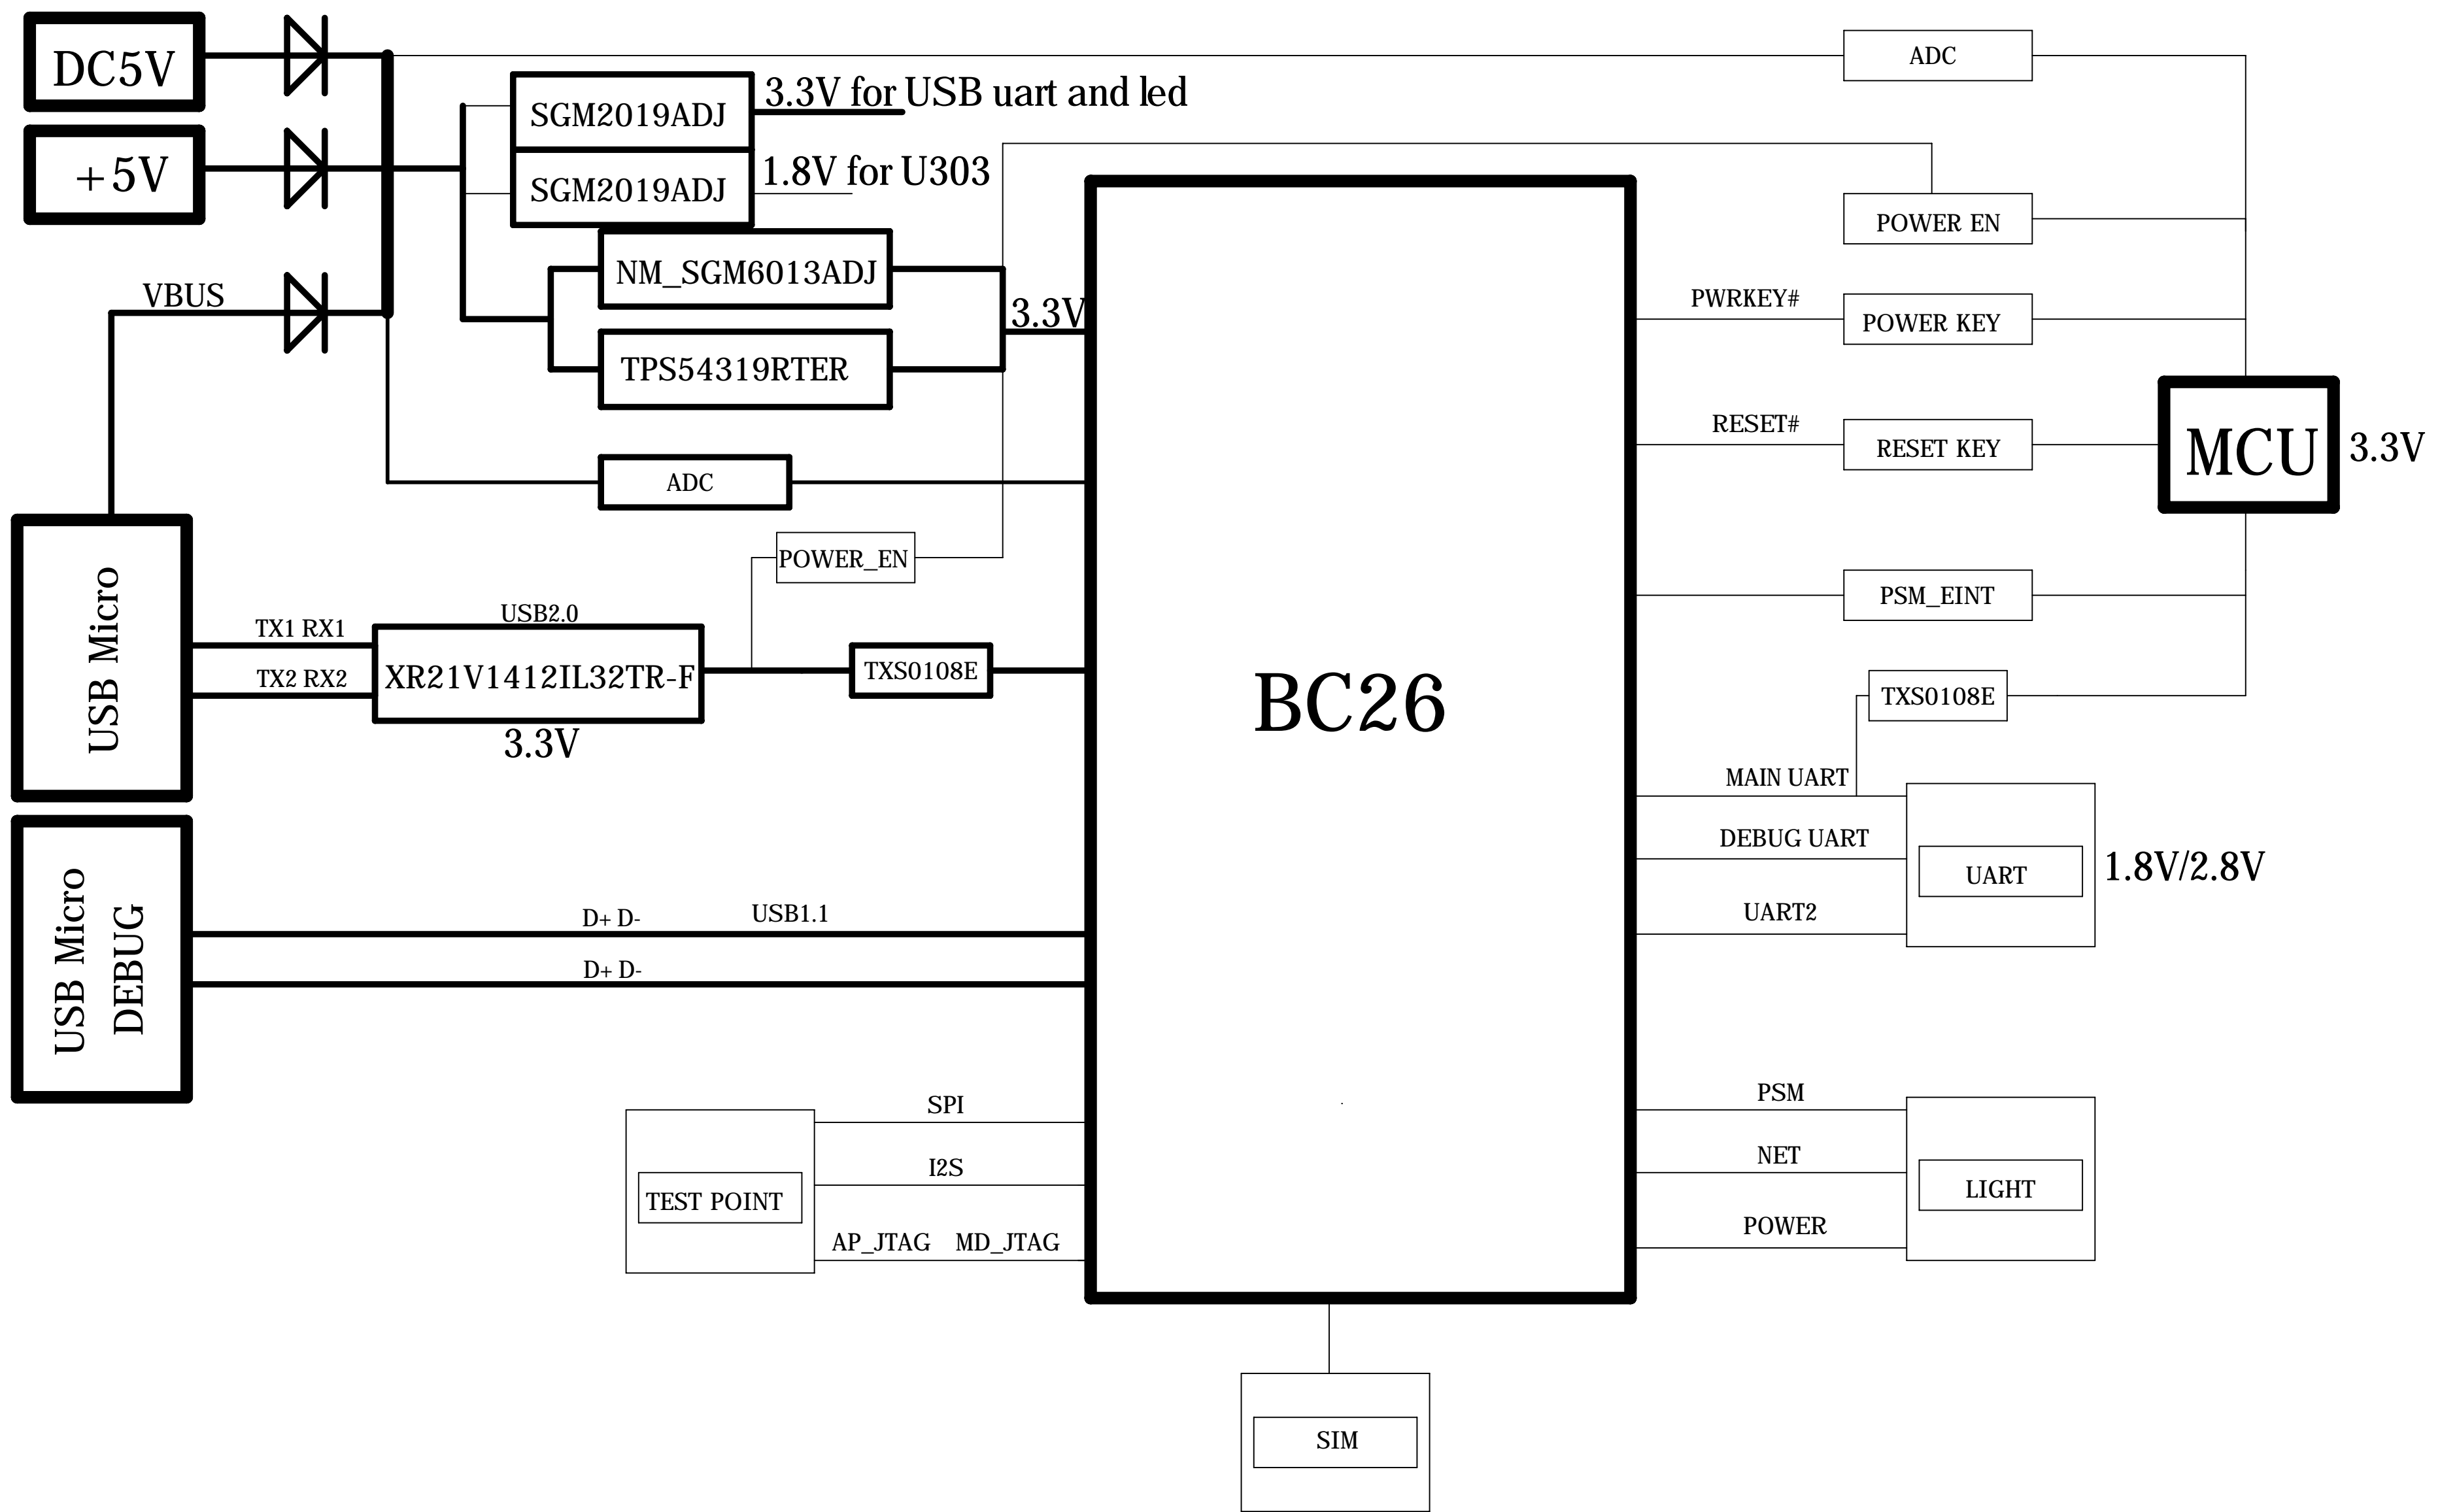 DC5V
ADC
3.3V for USB uart and led
SGM2019ADJ
+5V
1.8V for U303
SGM2019ADJ
POWER EN
NM_SGM6013ADJ
VBUS
3.3V
PWRKEY#
POWER KEY
TPS54319RTER
RESET#
RESET KEY
MCU
3.3V
ADC
POWER_EN
PSM_EINT
USB Micro
USB2.0
TX1 RX1
XR21V1412IL32TR-F
TX2 RX2
TXS0108E
3.3V
BC26
TXS0108E
MAIN UART
DEBUG UART
UART
1.8V/2.8V
UART2
USB Micro
DEBUG
D+ D-
USB1.1
D+ D-
SPI
I2S
TEST POINT
AP_JTAG MD_JTAG
PSM
NET
LIGHT
POWER
SIM